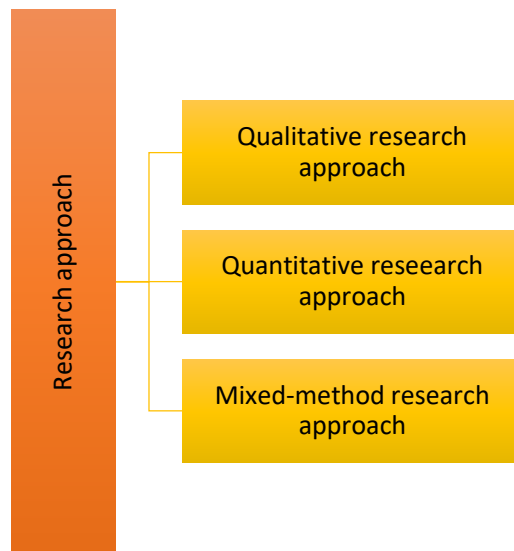 Research approach
Qualitative research
approach
Quantitative reseearch
approach
Mixed-method research
approach